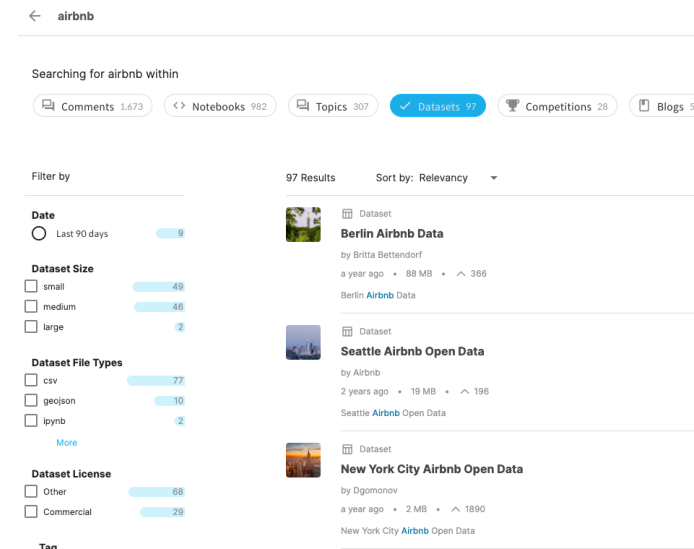 airbnb
Searching for airbnb within
Comments 1,673 Notebooks 982 Topics 307 Datasets 97 Competitions 28 Blogs
Filter by
97 Results Sort by: Relevancy
Date
Last 90 days 9
Dataset Size
small 49
medium 46
large 2
Dataset File Types
csv 77
geojson 10
ipynb 2
More
Dataset License
Other 68
Commercial 29
Tag
Dataset
Berlin Airbnb Data
by Britta Bettendorf
a year ago • 88 MB • 366
Berlin Airbnb Data
Dataset
Seattle Airbnb Open Data
by Airbnb
2 years ago • 19 MB • 196
Seattle Airbnb Open Data
Dataset
New York City Airbnb Open Data
by Dgomonov
a year ago • 2 MB • 1890
New York City Airbnb Open Data